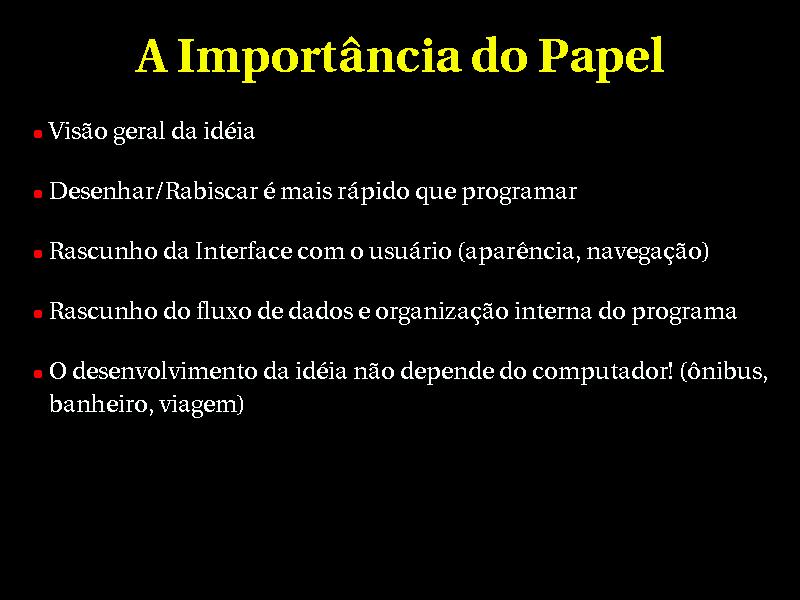 A Importância do Papel
Visão geral da idéia
Desenhar/Rabiscar é mais rápido que programar
Rascunho da Interface com o usuário (aparência, navegação)
Rascunho do fluxo de dados e organização interna do programa
O desenvolvimento da idéia não depende do computador! (ônibus,
banheiro, viagem)